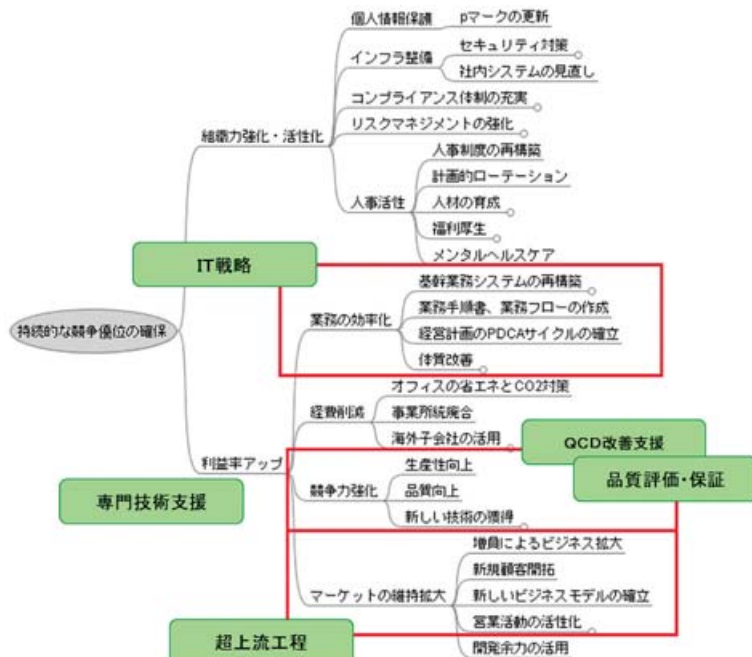 個人情報保護
pマークの更新
インフラ整備
セキュリティ対策
社内システムの見直し
コンプライアンス体制の充実
リスクマネジメントの強化
組織力強化・活性化
人事活性
人事制度の再構築
計画的ローテーション
人材の育成
福利厚生
メンタルヘルスケア
IT戦略
持続的な競争優位の確保
業務の効率化
基幹業務システムの再構築
業務手順書、業務フローの作成
経営計画のPDCAサイクルの確立
体質改善
利益率アップ
経費削減
オフィスの省エネとCO2対策
事業所統廃合
海外子会社の活用
QCD改善支援
品質評価・保証
専門技術支援
競争力強化
生産性向上
品質向上
新しい技術の獲得
マーケットの維持拡大
増員によるビジネス拡大
新規顧客開拓
新しいビジネスモデルの確立
営業活動の活性化
開発余力の活用
超上流工程